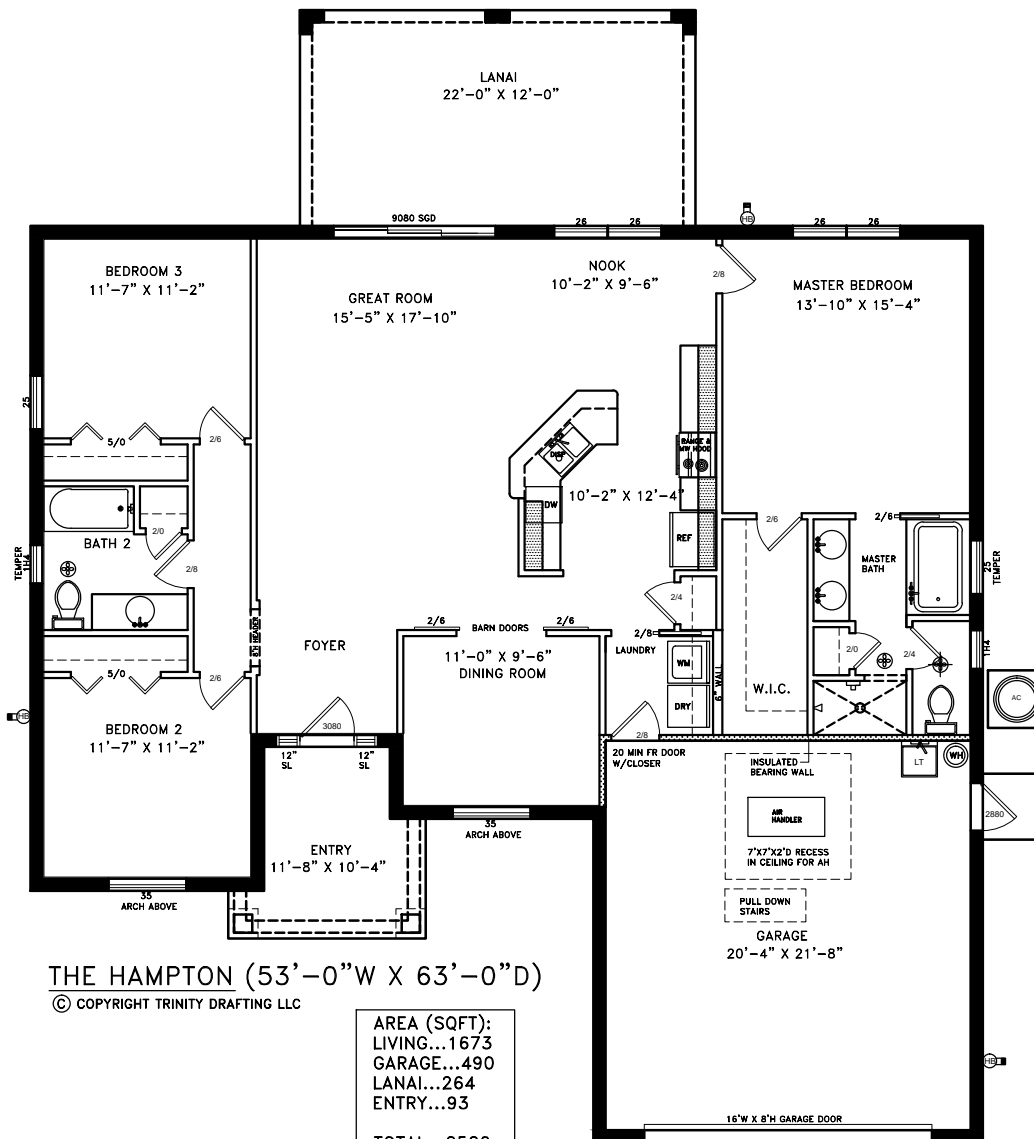 LANAI
22'-0" X 12'-0"
HB
9080 SGD
26
26
26
26
BEDROOM 3
11'-7" X 11'-2"
NOOK
10'-2" X 9'-6"
2/8
GREAT ROOM
15'-5" X 17'-10"
MASTER BEDROOM
13'-10" X 15'-4"
25
5/0
2/6
RANGE &
MW HOOD
DISP
10'-2" X 12'-4"
DW
REF
2/6
2/6
2/0
BATH 2
TEMPER
1H4
2/8
MASTER
BATH
25
TEMPER
2/4
8'H HEADER
2/6
BARN DOORS
2/6
2/8
LAUNDRY
FOYER
11'-0" X 9'-6"
DINING ROOM
WM
DRY
6" WALL
W.I.C.
2/0
2/4
1H4
5/0
2/6
AC
HB
BEDROOM 2
11'-7" X 11'-2"
3080
12"
SL
12"
SL
2/8
20 MIN FR DOOR
W/CLOSER
INSULATED
BEARING WALL
LT
WH
AIR
HANDLER
2880
35
ARCH ABOVE
7'X7'X2'D RECESS
IN CEILING FOR AH
ENTRY
11'-8" X 10'-4"
35
ARCH ABOVE
PULL DOWN
STAIRS
GARAGE
20'-4" X 21'-8"
THE HAMPTON (53'-0"W X 63'-0"D)
© COPYRIGHT TRINITY DRAFTING LLC
AREA (SQFT):
LIVING...1673
GARAGE...490
LANAI...264
ENTRY...93
HB
16'W X 8'H GARAGE DOOR